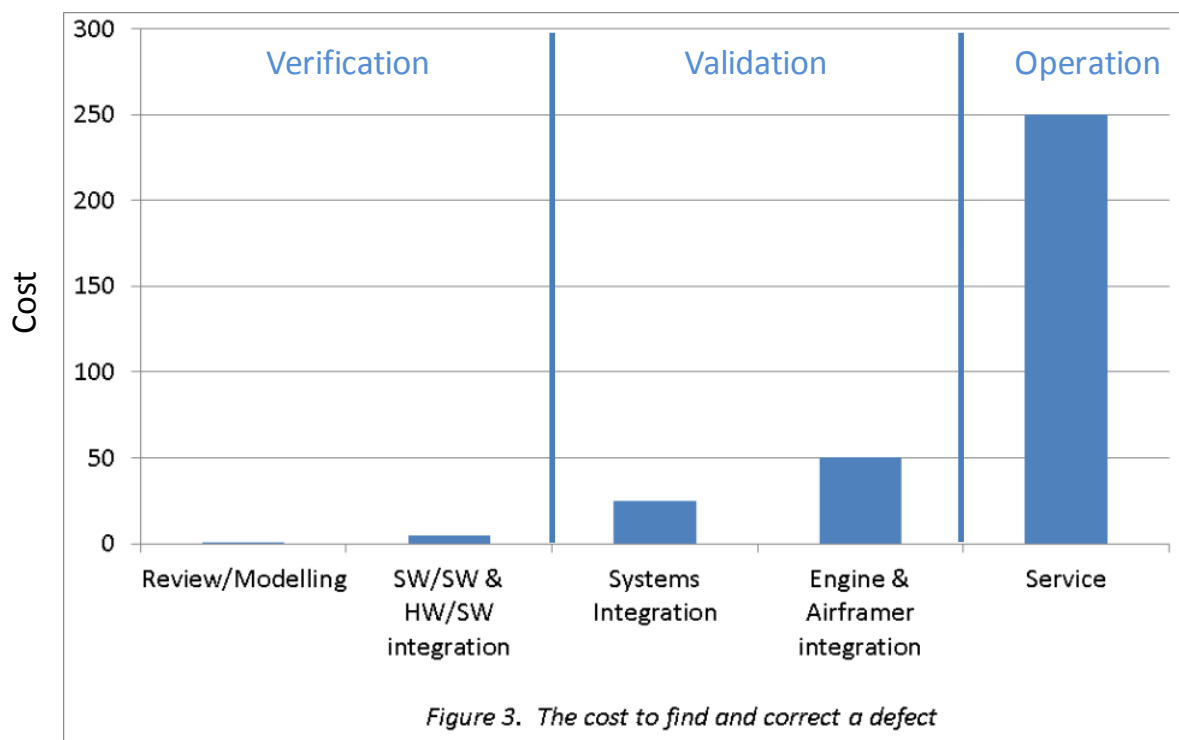 300
Verification
Validation
Operation
250
200
150
100
50
0
Cost
Review/Modelling
SW/SW &
HW/SW
integration
Systems
Integration
Engine &
Airframer
integration
Service
Figure 3. The cost to find and correct a defect